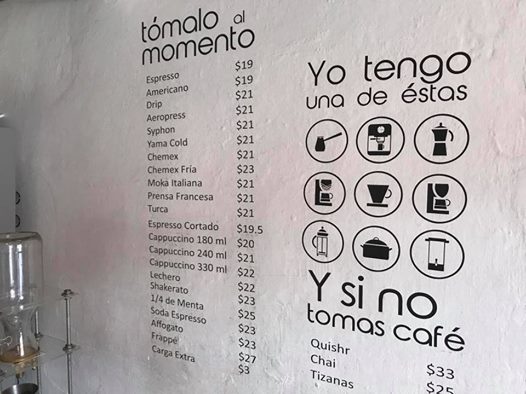 tómalo al
momento
Espresso $19
Americano $19
Drip $21
Aeropress $21
Syphon $21
Yama Cold $21
Chemex $21
Chemex Fría $23
Moka Italiana $21
Prensa Francesa $21
Turca $21
Espresso Cortado $19.5
Cappuccino 180 ml $20
Cappuccino 240 ml $21
Cappuccino 330 ml $22
Lechero $22
Shakerato $23
1/4 de Menta $25
Soda Espresso $23
Affogato $23
Frappé $27
Carga Extra $3
Yo tengo
una de éstas
Y si no
tomas café
Quishr $33
Chai $25
Tizanas